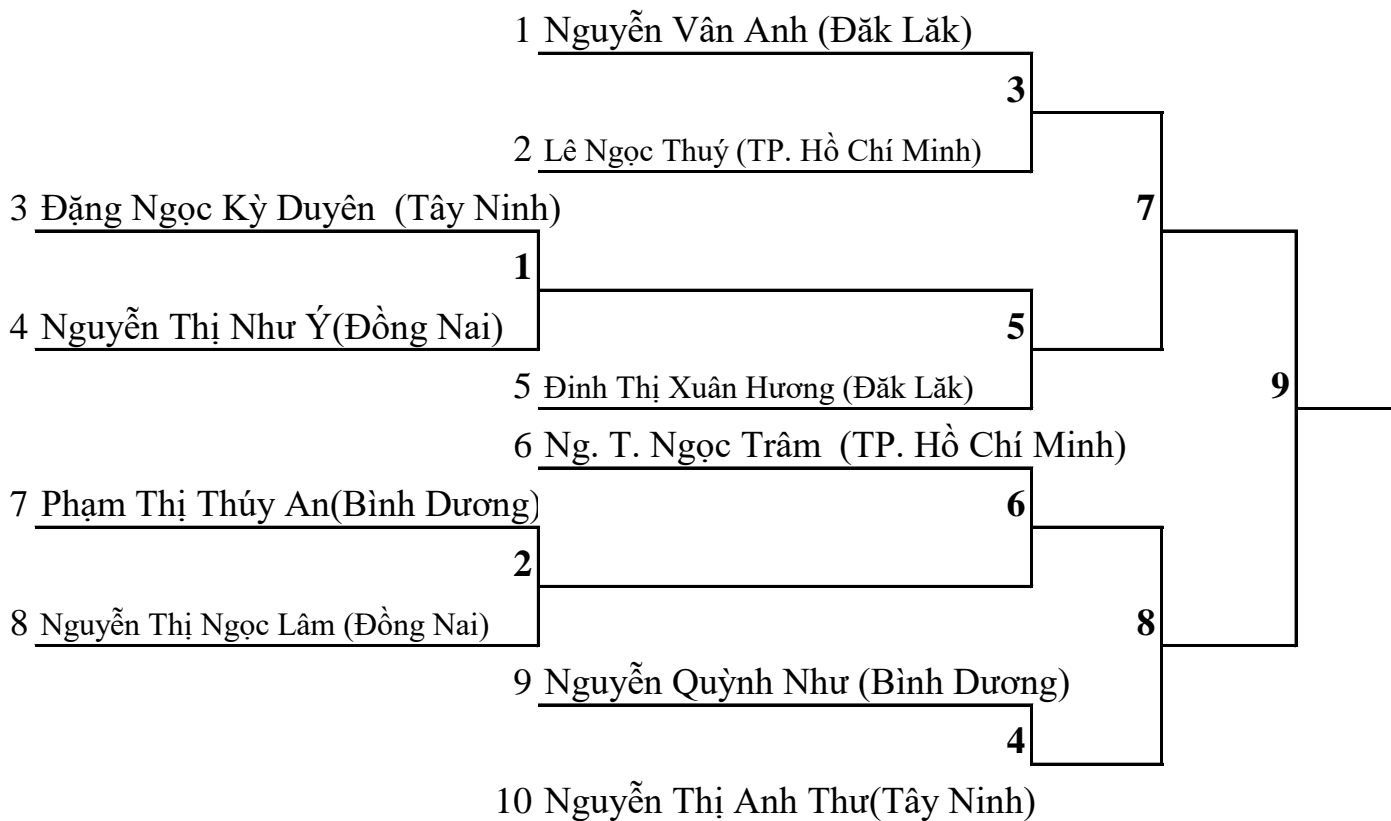 1 Nguyễn Vân Anh (Đăk Lăk)
3
2 Lê Ngọc Thuý (TP. Hồ Chí Minh)
3 Đặng Ngọc Kỳ Duyên (Tây Ninh)
7
1
4 Nguyễn Thị Như Ý(Đồng Nai)
5
5 Đinh Thị Xuân Hương (Đăk Lăk)
9
6 Ng. T. Ngọc Trâm (TP. Hồ Chí Minh)
7 Phạm Thị Thúy An(Bình Dương)
6
2
8 Nguyễn Thị Ngọc Lâm (Đồng Nai)
8
9 Nguyễn Quỳnh Như (Bình Dương)
4
10 Nguyễn Thị Anh Thư(Tây Ninh)